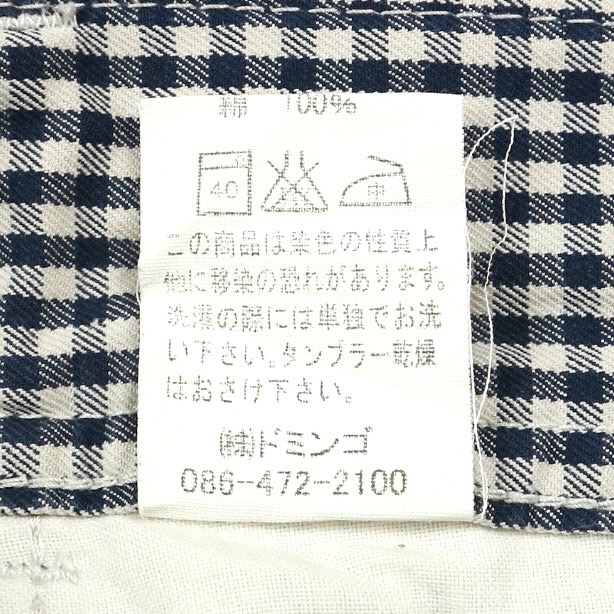 綿 100%
40 中
この商品は染色の性質上
他に移染の恐れがあります。
洗濯の際には単独でお洗
い下さい。タンブラー乾燥
はおさけ下さい。
(株)ドミンゴ
086-472-2100